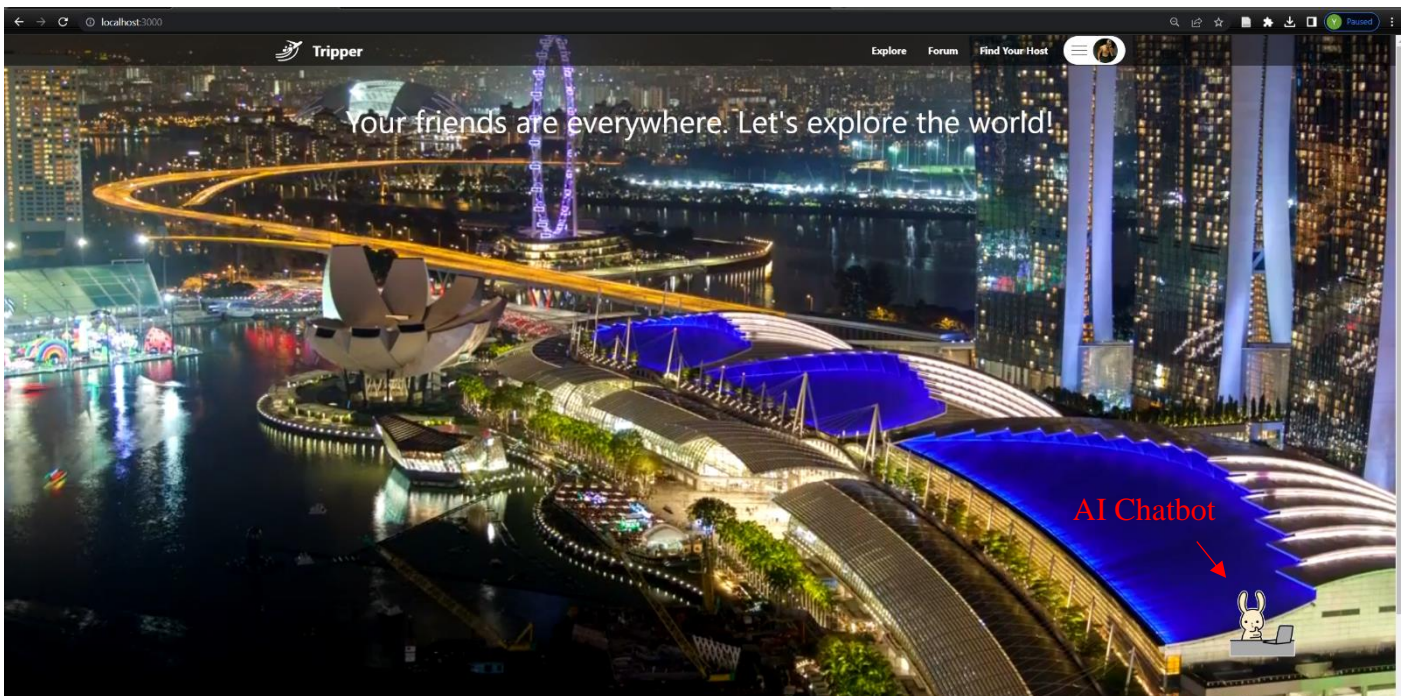 localhost:3000
Paused
Tripper
Explore Forum Find Your Host
Your friends are everywhere. Let's explore the world!
AI Chatbot